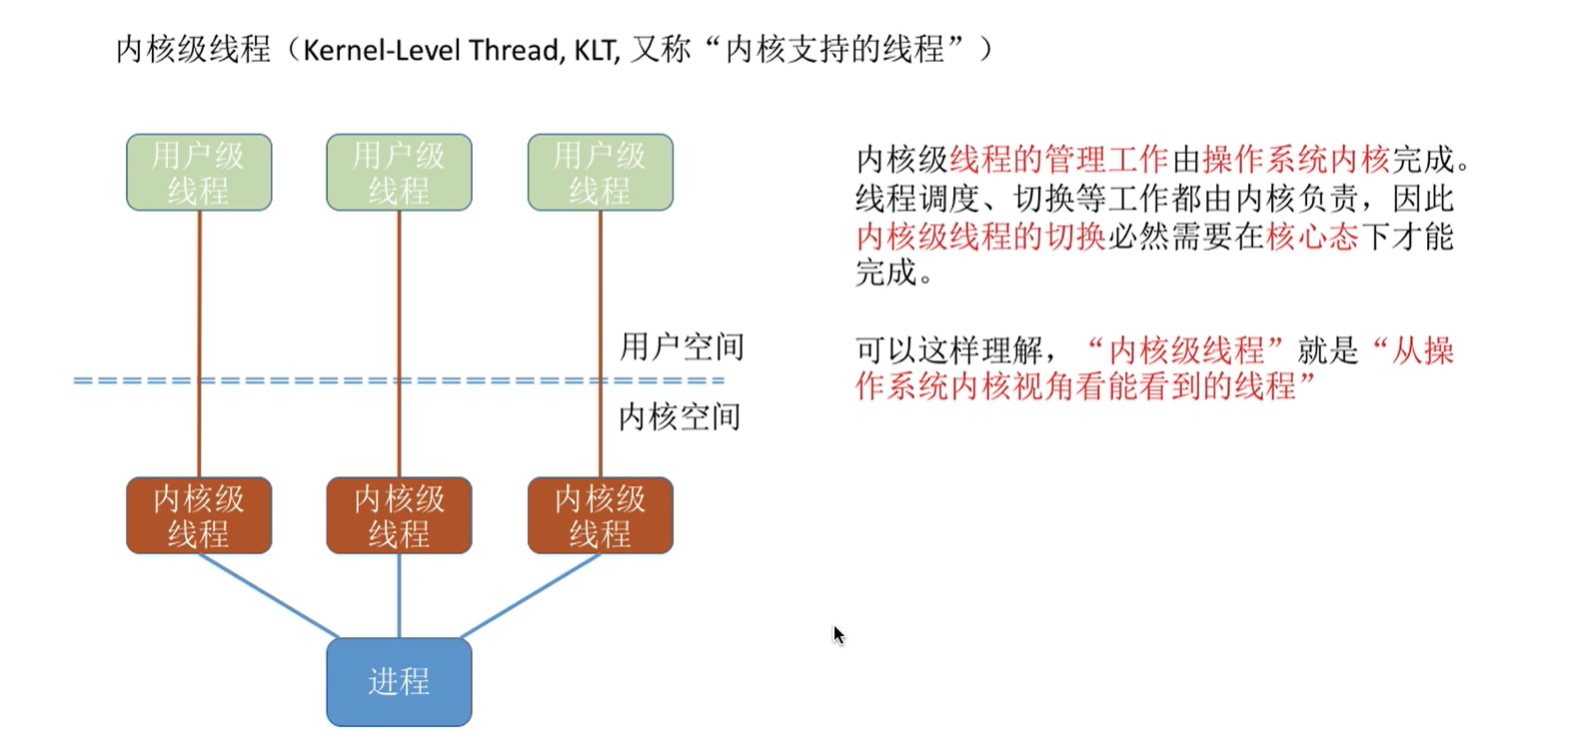 内核级线程（Kernel-Level Thread, KLT, 又称“内核支持的线程”）
用户级
线程
用户级
线程
用户级
线程
用户空间
内核空间
内核级
线程
内核级
线程
内核级
线程
进程
内核级线程的管理工作由操作系统内核完成。
线程调度、切换等工作都由内核负责，因此
内核级线程的切换必然需要在核心态下才能
完成。
可以这样理解，“内核级线程”就是“从操
作系统内核视角看能看到的线程”